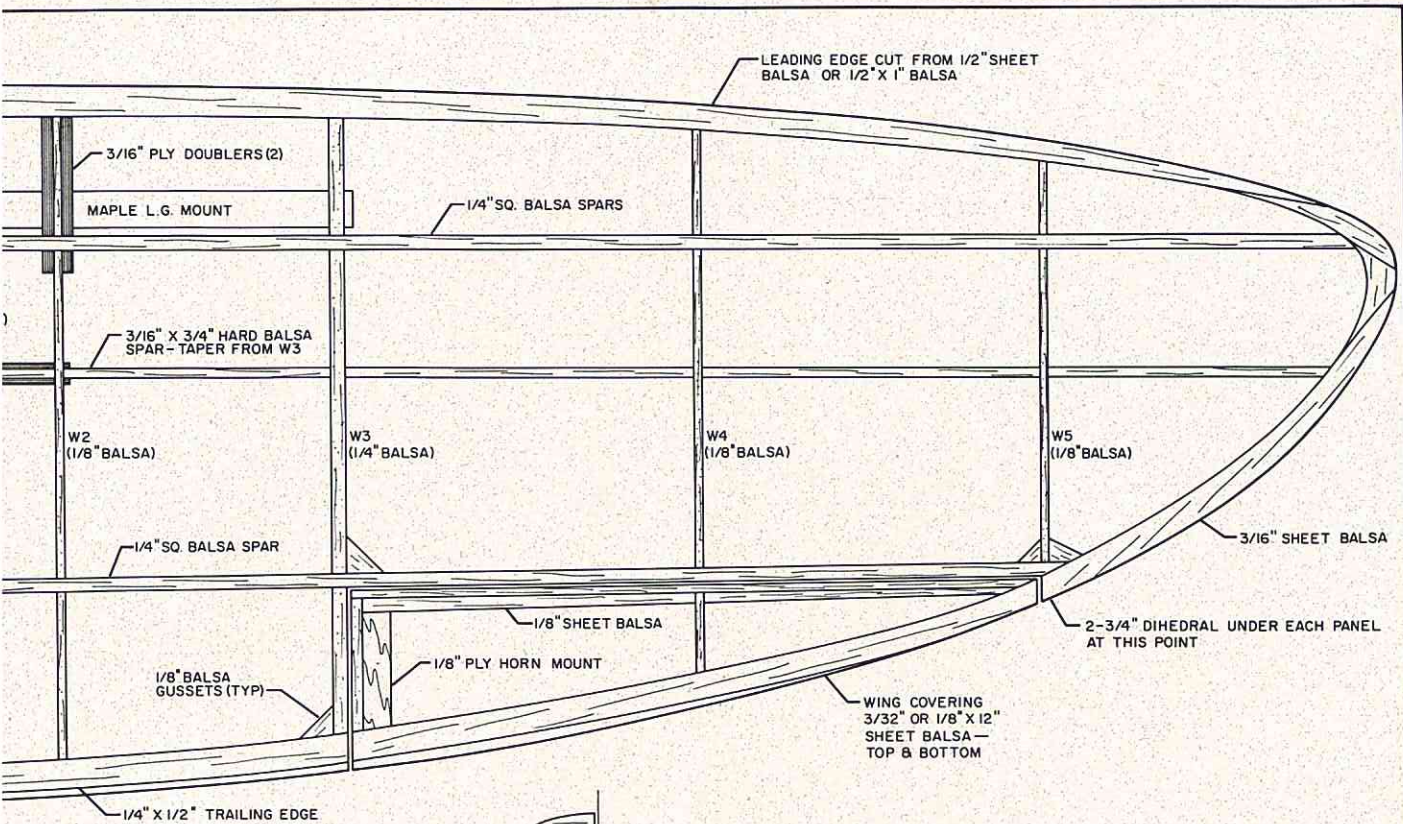 LEADING EDGE CUT FROM 1/2" SHEET
BALSA OR 1/2" X 1" BALSA
3/16" PLY DOUBLERS (2)
MAPLE L.G. MOUNT
1/4" SQ. BALSA SPARS
)
3/16" X 3/4" HARD BALSA
SPAR-TAPER FROM W3
W2
(1/8" BALSA)
W3
(1/4" BALSA)
W4
(1/8" BALSA)
W5
(1/8" BALSA)
3/16" SHEET BALSA
1/4" SQ. BALSA SPAR
1/8" SHEET BALSA
2-3/4" DIHEDRAL UNDER EACH PANEL
AT THIS POINT
1/8" PLY HORN MOUNT
1/8" BALSA
GUSSETS (TYP)
WING COVERING
3/32" OR 1/8" X 12"
SHEET BALSA—
TOP & BOTTOM
1/4" X 1/2" TRAILING EDGE